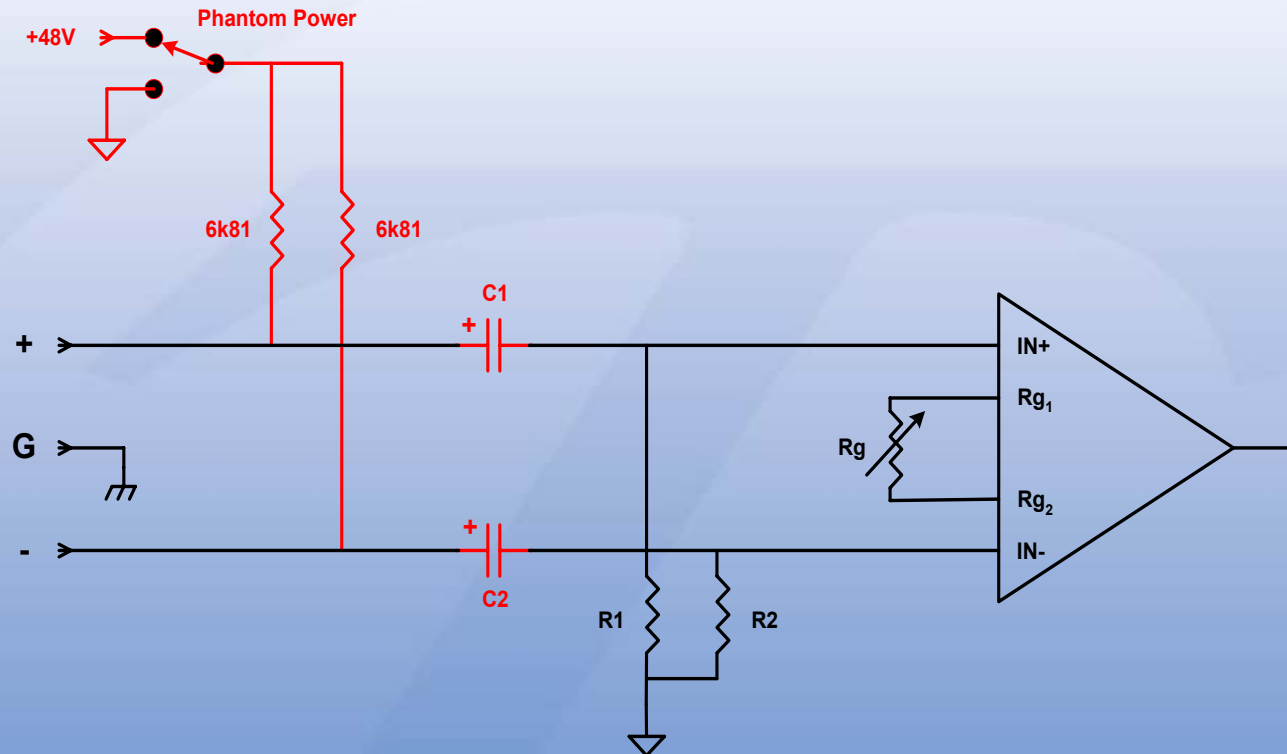 Phantom Power
+48V
6k81 6k81
C1
+
+
IN+
Rg1
Rg
G
Rg2
+
-
IN-
C2
R1 R2